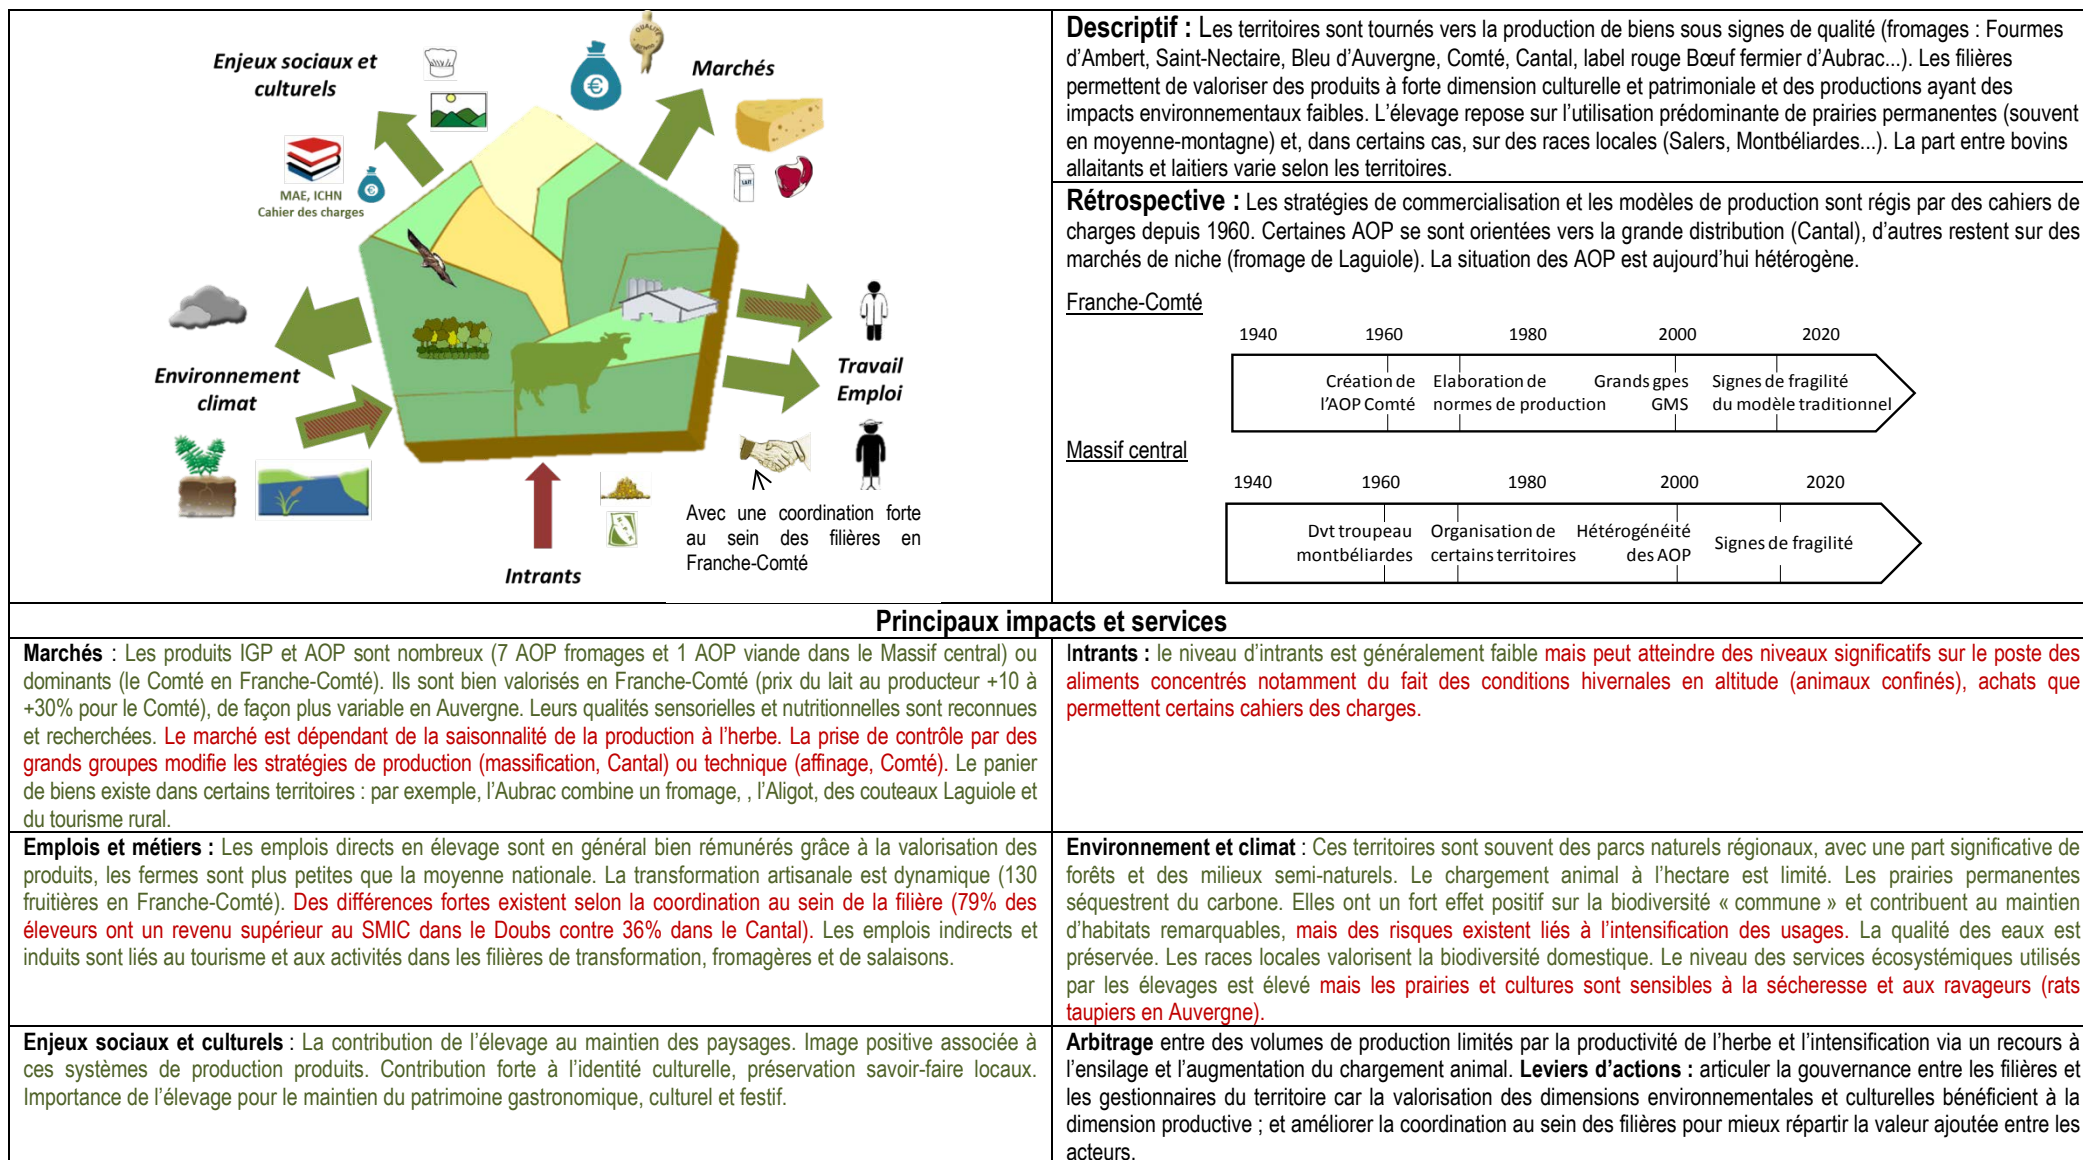 Enjeux sociaux et
culturels
Marchés
MAE, ICHN
Cahier des charges
Environnement
climat
Travail
Emploi
Intrants
Avec une coordination forte
au sein des filières en
Franche-Comté
Descriptif : Les territoires sont tournés vers la production de biens sous signes de qualité (fromages : Fourmes
d’Ambert, Saint-Nectaire, Bleu d’Auvergne, Comté, Cantal, label rouge Bœuf fermier d’Aubrac...). Les filières
permettent de valoriser des produits à forte dimension culturelle et patrimoniale et des productions ayant des
impacts environnementaux faibles. L’élevage repose sur l’utilisation prédominante de prairies permanentes (souvent
en moyenne-montagne) et, dans certains cas, sur des races locales (Salers, Montbéliardes...). La part entre bovins
allaitants et laitiers varie selon les territoires.
Rétrospective : Les stratégies de commercialisation et les modèles de production sont régis par des cahiers de
charges depuis 1960. Certaines AOP se sont orientées vers la grande distribution (Cantal), d’autres restent sur des
marchés de niche (fromage de Laguiole). La situation des AOP est aujourd’hui hétérogène.
Franche-Comté
1940 1960 1980 2000 2020
Création de Elaboration de Grands gpes Signes de fragilité
l’AOP Comté normes de production GMS du modèle traditionnel
Massif central
1940 1960 1980 2000 2020
Dvt troupeau Organisation de Hétérogénéité Signes de fragilité
montbéliardes certains territoires des AOP
Principaux impacts et services
Marchés : Les produits IGP et AOP sont nombreux (7 AOP fromages et 1 AOP viande dans le Massif central) ou
dominants (le Comté en Franche-Comté). Ils sont bien valorisés en Franche-Comté (prix du lait au producteur +10 à
+30% pour le Comté), de façon plus variable en Auvergne. Leurs qualités sensorielles et nutritionnelles sont reconnues
et recherchées. Le marché est dépendant de la saisonnalité de la production à l’herbe. La prise de contrôle par des
grands groupes modifie les stratégies de production (massification, Cantal) ou technique (affinage, Comté). Le panier
de biens existe dans certains territoires : par exemple, l’Aubrac combine un fromage, , l’Aligot, des couteaux Laguiole et
du tourisme rural.
Intrants : le niveau d’intrants est généralement faible mais peut atteindre des niveaux significatifs sur le poste des
aliments concentrés notamment du fait des conditions hivernales en altitude (animaux confinés), achats que
permettent certains cahiers des charges.
Emplois et métiers : Les emplois directs en élevage sont en général bien rémunérés grâce à la valorisation des
produits, les fermes sont plus petites que la moyenne nationale. La transformation artisanale est dynamique (130
fruitières en Franche-Comté). Des différences fortes existent selon la coordination au sein de la filière (79% des
éleveurs ont un revenu supérieur au SMIC dans le Doubs contre 36% dans le Cantal). Les emplois indirects et
induits sont liés au tourisme et aux activités dans les filières de transformation, fromagères et de salaisons.
Environnement et climat : Ces territoires sont souvent des parcs naturels régionaux, avec une part significative de
forêts et des milieux semi-naturels. Le chargement animal à l’hectare est limité. Les prairies permanentes
séquestrent du carbone. Elles ont un fort effet positif sur la biodiversité « commune » et contribuent au maintien
d’habitats remarquables, mais des risques existent liés à l’intensification des usages. La qualité des eaux est
préservée. Les races locales valorisent la biodiversité domestique. Le niveau des services écosystémiques utilisés
par les élevages est élevé mais les prairies et cultures sont sensibles à la sécheresse et aux ravageurs (rats
taupiers en Auvergne).
Enjeux sociaux et culturels : La contribution de l’élevage au maintien des paysages. Image positive associée à
ces systèmes de production produits. Contribution forte à l’identité culturelle, préservation savoir-faire locaux.
Importance de l’élevage pour le maintien du patrimoine gastronomique, culturel et festif.
Arbitrage entre des volumes de production limités par la productivité de l’herbe et l’intensification via un recours à
l’ensilage et l’augmentation du chargement animal. Leviers d’actions : articuler la gouvernance entre les filières et
les gestionnaires du territoire car la valorisation des dimensions environnementales et culturelles bénéficient à la
dimension productive ; et améliorer la coordination au sein des filières pour mieux répartir la valeur ajoutée entre les
acteurs.